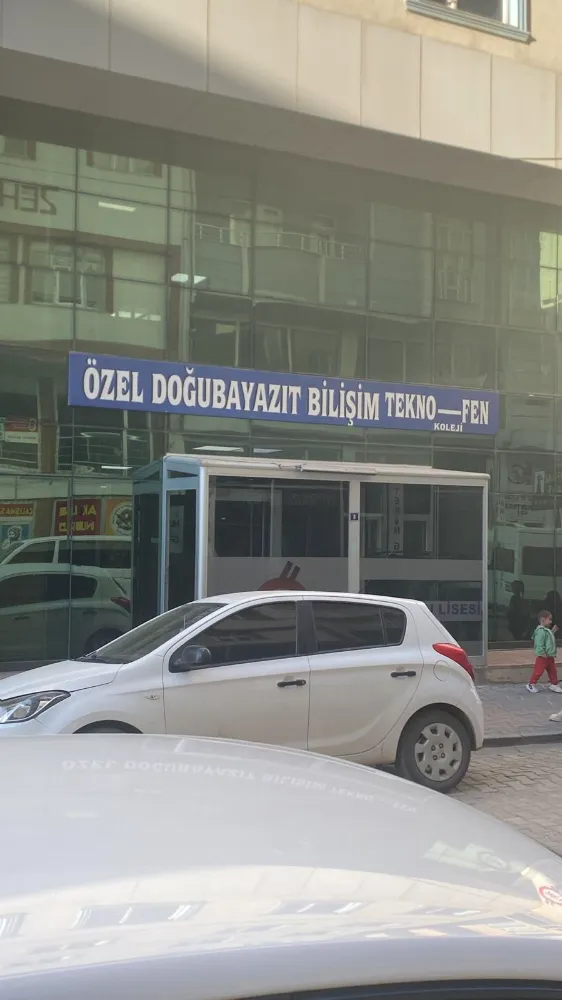 ÖZEL DOĞUBAYAZIT BİLİŞİM TEKNO—FEN
KOLEJİ
LİSESİ